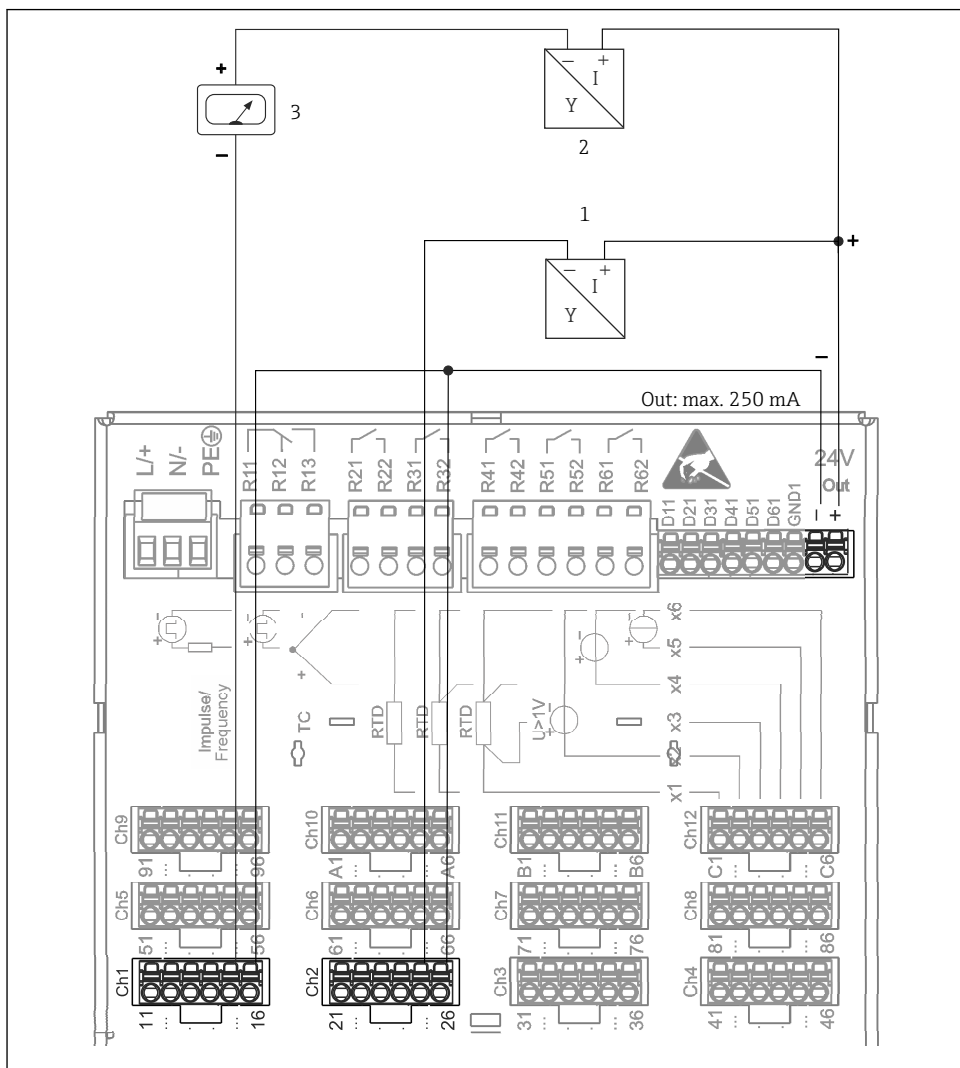 − +
I
Y
2
+
3
−
1
− +
I
Y
+
−
Out: max. 250 mA
L/+
N/-
PE
R11
R12
R13
R21
R22
R31
R32
R41
R42
R51
R52
R61
R62
D11
D21
D31
D41
D51
D61
GND1
24V
Out
− +
Impulse/
Frequency
TC
RTD
RTD
RTD
U>1V
x6
x5
x4
x3
x2
x1
Ch9
91 ... ... 96
Ch10
A1 ... ... A6
Ch11
B1 ... ... B6
Ch12
C1 ... ... C6
Ch5
51 ... ... 56
Ch6
61 ... ... 66
Ch7
71 ... ... 76
Ch8
81 ... ... 86
Ch1
11 ... ... 16
Ch2
21 ... ... 26
Ch3
31 ... ... 36
Ch4
41 ... ... 46